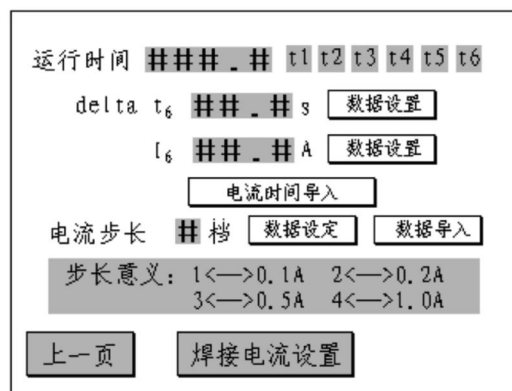 运行时间 ###.# t1 t2 t3 t4 t5 t6
delta t₆ ##.# s 数据设置
I₆ ##.# A 数据设置
电流时间导入
电流步长 # 档 数据设定 数据导入
步长意义: 1<—>0.1A 2<—>0.2A
3<—>0.5A 4<—>1.0A
上一页 焊接电流设置